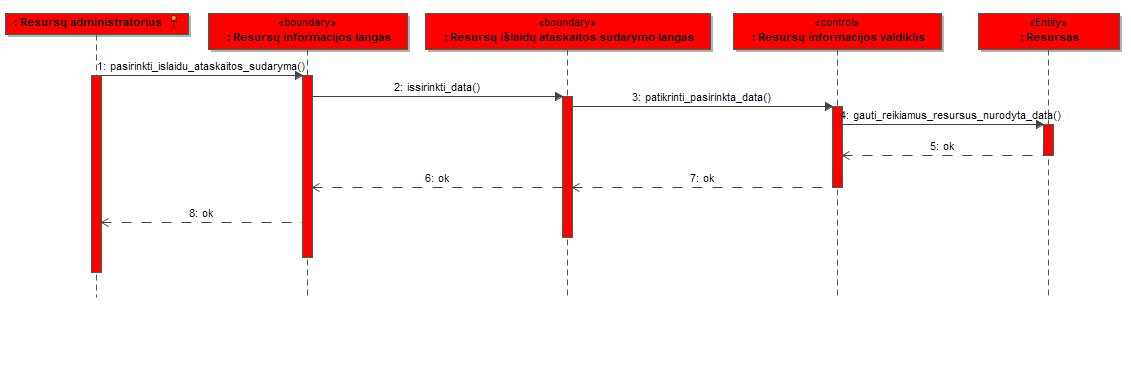 : Resursų administratorius
«boundary»
: Resursų informacijos langas
«boundary»
: Resursų išlaidų ataskaitos sudarymo langas
«control»
: Resursų informacijos valdiklis
«Entity»
: Resursas
1: pasirinkti_islaidu_ataskaitos_sudaryma()
2: issirinkti_data()
3: patikrinti_pasirinkta_data()
4: gauti_reikiamus_resursus_nurodyta_data()
5: ok
6: ok
7: ok
8: ok